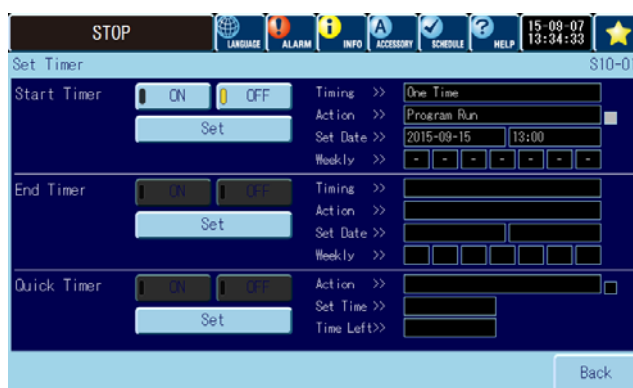 STOP
LANGUAGE
ALARM
INFO
ACCESSORY
SCHEDULE
HELP
15-09-07
13:34:33
Set Timer S10-01
Start Timer ON OFF Timing >> One Time
Action >> Program Run
Set
Set Date >> 2015-09-15 13:00
Weekly >> - - - - - - -
End Timer ON OFF Timing >>
Action >>
Set
Set Date >>
Weekly >>
Quick Timer ON OFF Action >>
Set Time >>
Set
Time Left>>
Back